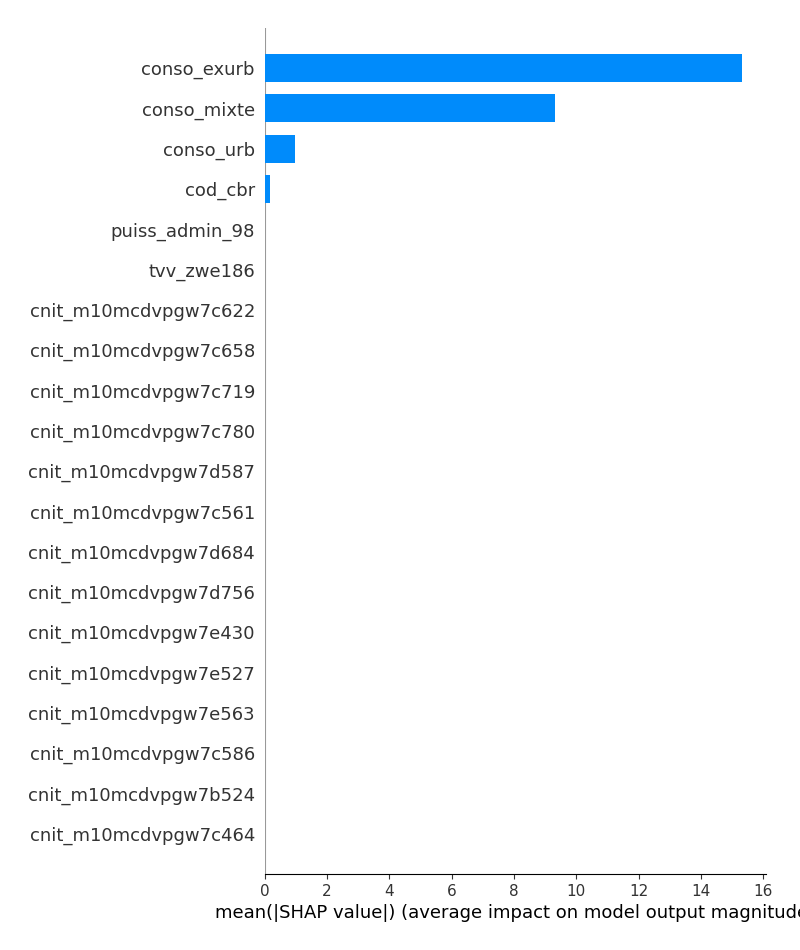 conso_exurb
conso_mixte
conso_urb
cod_cbr
puiss_admin_98
tvv_zwe186
cnit_m10mcdvpgw7c622
cnit_m10mcdvpgw7c658
cnit_m10mcdvpgw7c719
cnit_m10mcdvpgw7c780
cnit_m10mcdvpgw7d587
cnit_m10mcdvpgw7c561
cnit_m10mcdvpgw7d684
cnit_m10mcdvpgw7d756
cnit_m10mcdvpgw7e430
cnit_m10mcdvpgw7e527
cnit_m10mcdvpgw7e563
cnit_m10mcdvpgw7c586
cnit_m10mcdvpgw7b524
cnit_m10mcdvpgw7c464
0 2 4 6 8 10 12 14 16
mean(|SHAP value|) (average impact on model output magnitude